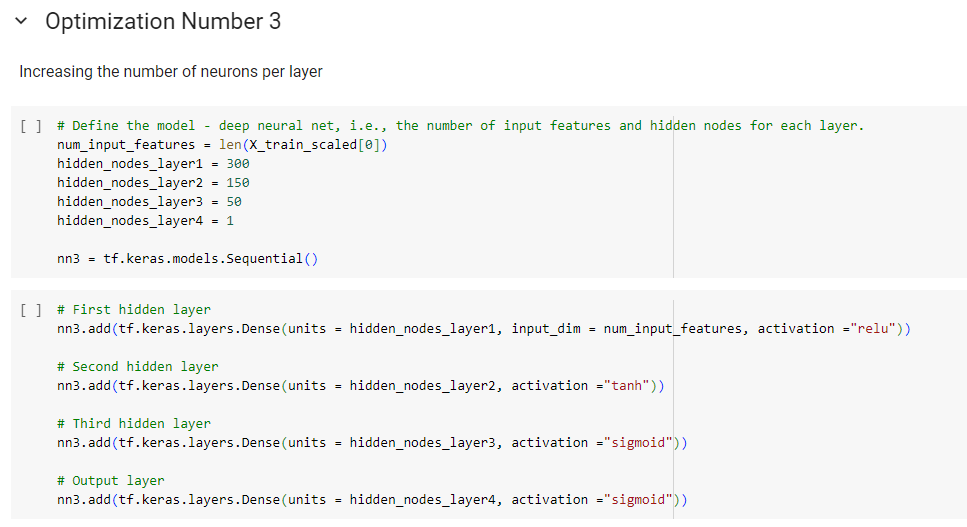 Optimization Number 3
Increasing the number of neurons per layer
[ ] # Define the model - deep neural net, i.e., the number of input features and hidden nodes for each layer.
num_input_features = len(X_train_scaled[0])
hidden_nodes_layer1 = 300
hidden_nodes_layer2 = 150
hidden_nodes_layer3 = 50
hidden_nodes_layer4 = 1
nn3 = tf.keras.models.Sequential()
[ ] # First hidden layer
nn3.add(tf.keras.layers.Dense(units = hidden_nodes_layer1, input_dim = num_input_features, activation ="relu"))
# Second hidden layer
nn3.add(tf.keras.layers.Dense(units = hidden_nodes_layer2, activation ="tanh"))
# Third hidden layer
nn3.add(tf.keras.layers.Dense(units = hidden_nodes_layer3, activation ="sigmoid"))
# Output layer
nn3.add(tf.keras.layers.Dense(units = hidden_nodes_layer4, activation ="sigmoid"))